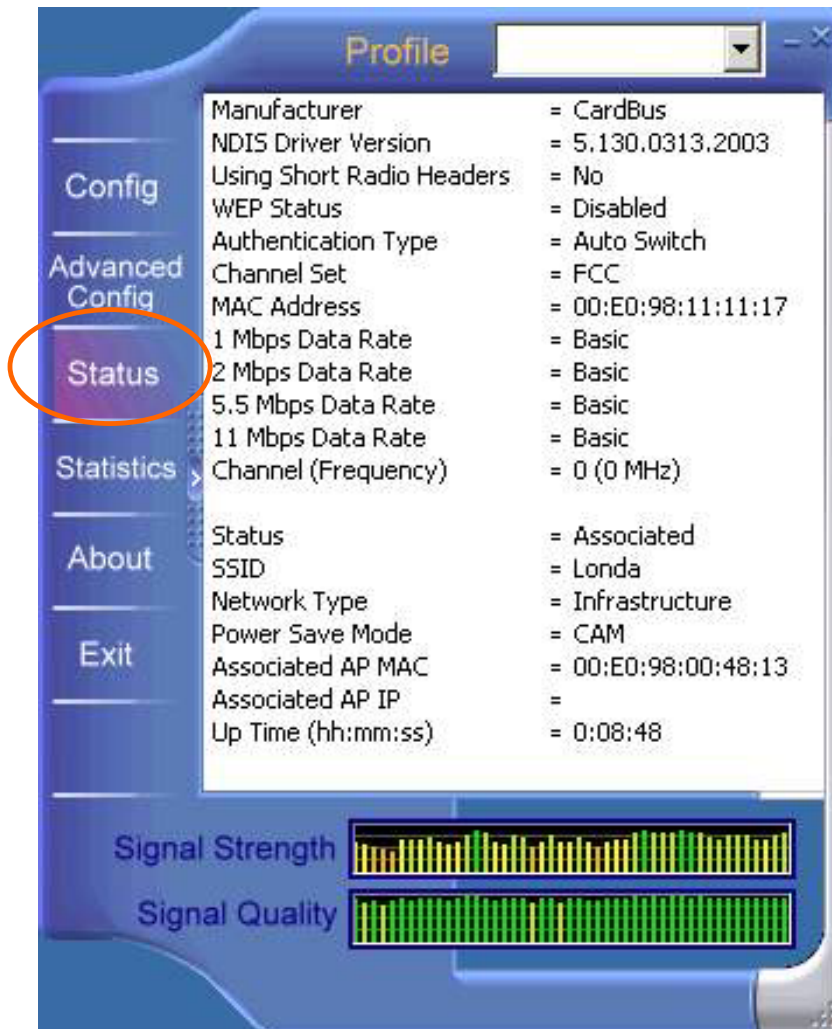 Profile
Config
Advanced
Config
Status
Statistics
About
Exit
Manufacturer = CardBus
NDIS Driver Version = 5.130.0313.2003
Using Short Radio Headers = No
WEP Status = Disabled
Authentication Type = Auto Switch
Channel Set = FCC
MAC Address = 00:E0:98:11:11:17
1 Mbps Data Rate = Basic
2 Mbps Data Rate = Basic
5.5 Mbps Data Rate = Basic
11 Mbps Data Rate = Basic
Channel (Frequency) = 0 (0 MHz)
Status = Associated
SSID = Londa
Network Type = Infrastructure
Power Save Mode = CAM
Associated AP MAC = 00:E0:98:00:48:13
Associated AP IP =
Up Time (hh:mm:ss) = 0:08:48
Signal Strength
Signal Quality